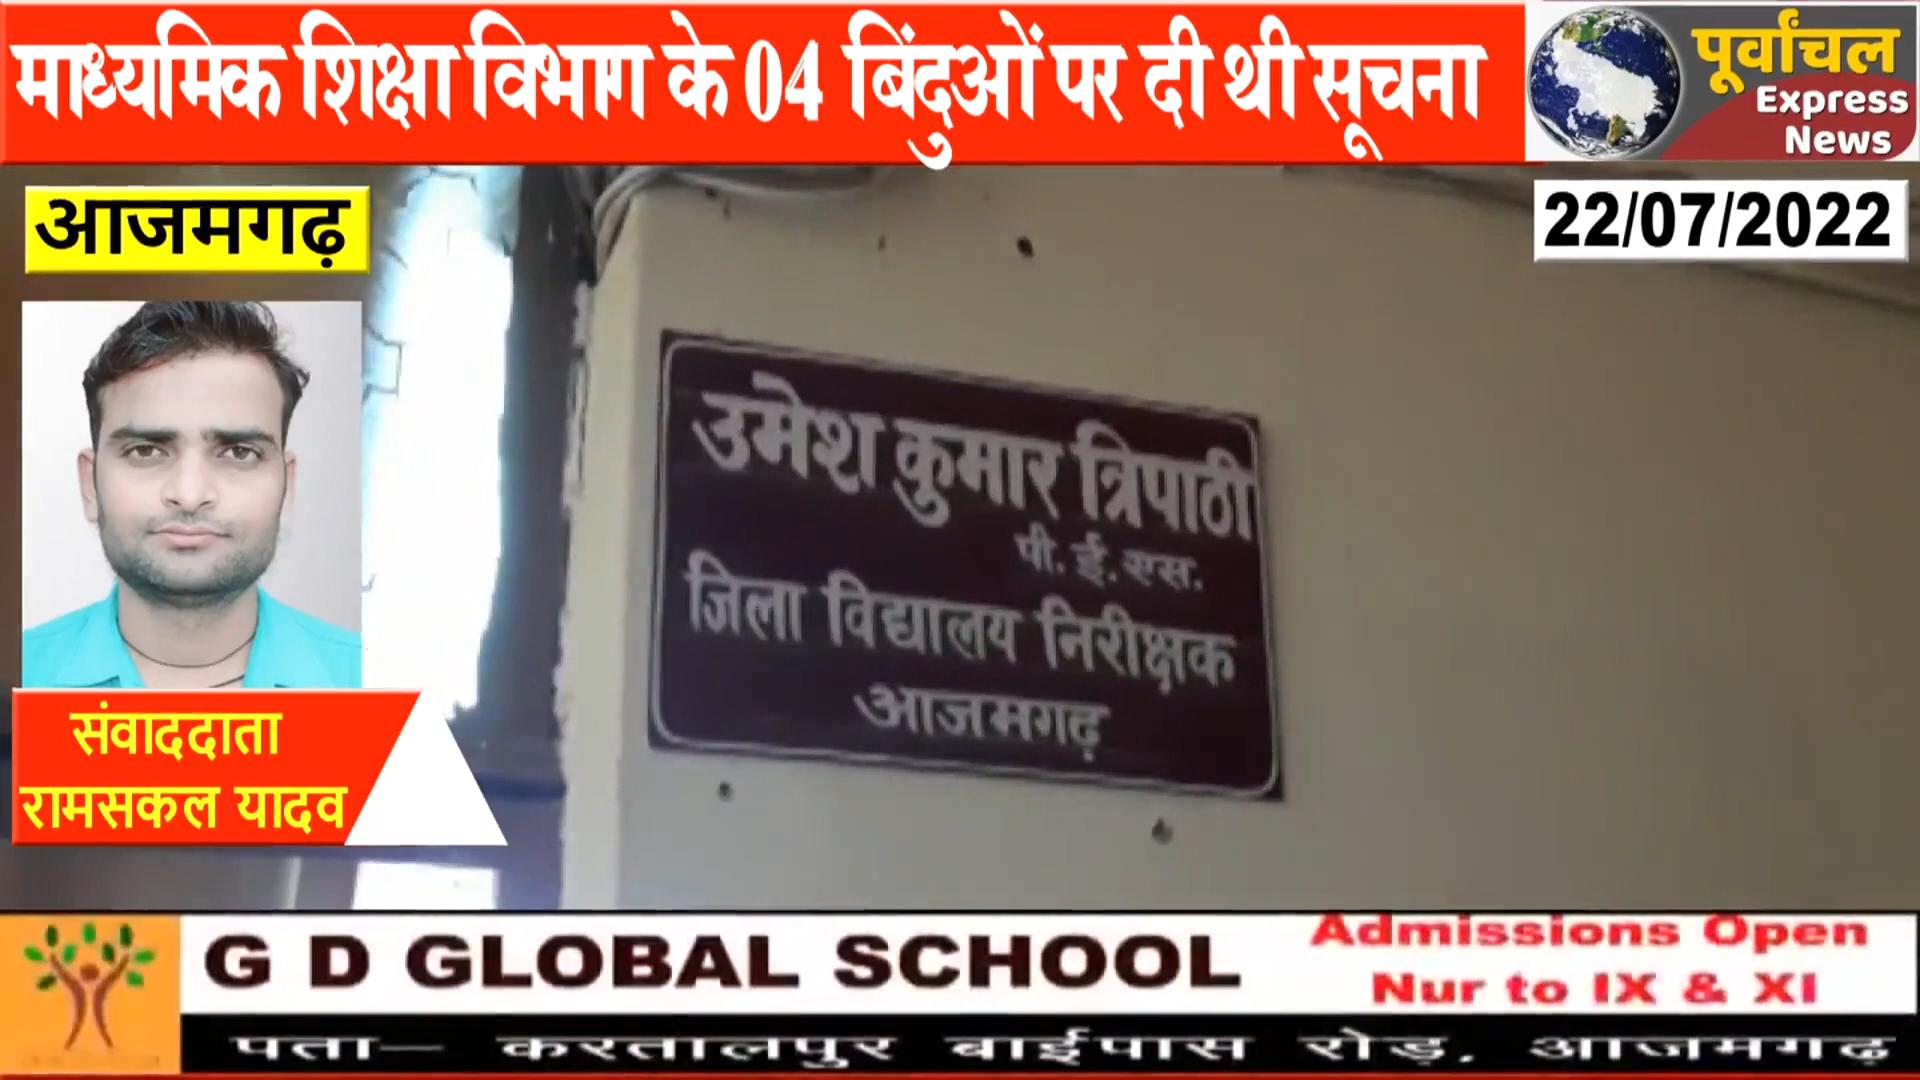 माध्यमिक शिक्षा विभाग के 04 बिंदुओं पर दी थी सूचना
पूर्वांचल
Express
News
आजमगढ़
22/07/2022
उमेश कुमार त्रिपाठी
पी. ई. एस.
जिला विद्यालय निरीक्षक
आजमगढ़
संवाददाता
रामसकल यादव
G D GLOBAL SCHOOL
Admissions Open
Nur to IX & XI
पता— करतालपुर बाईपास रोड़, आजमगढ़